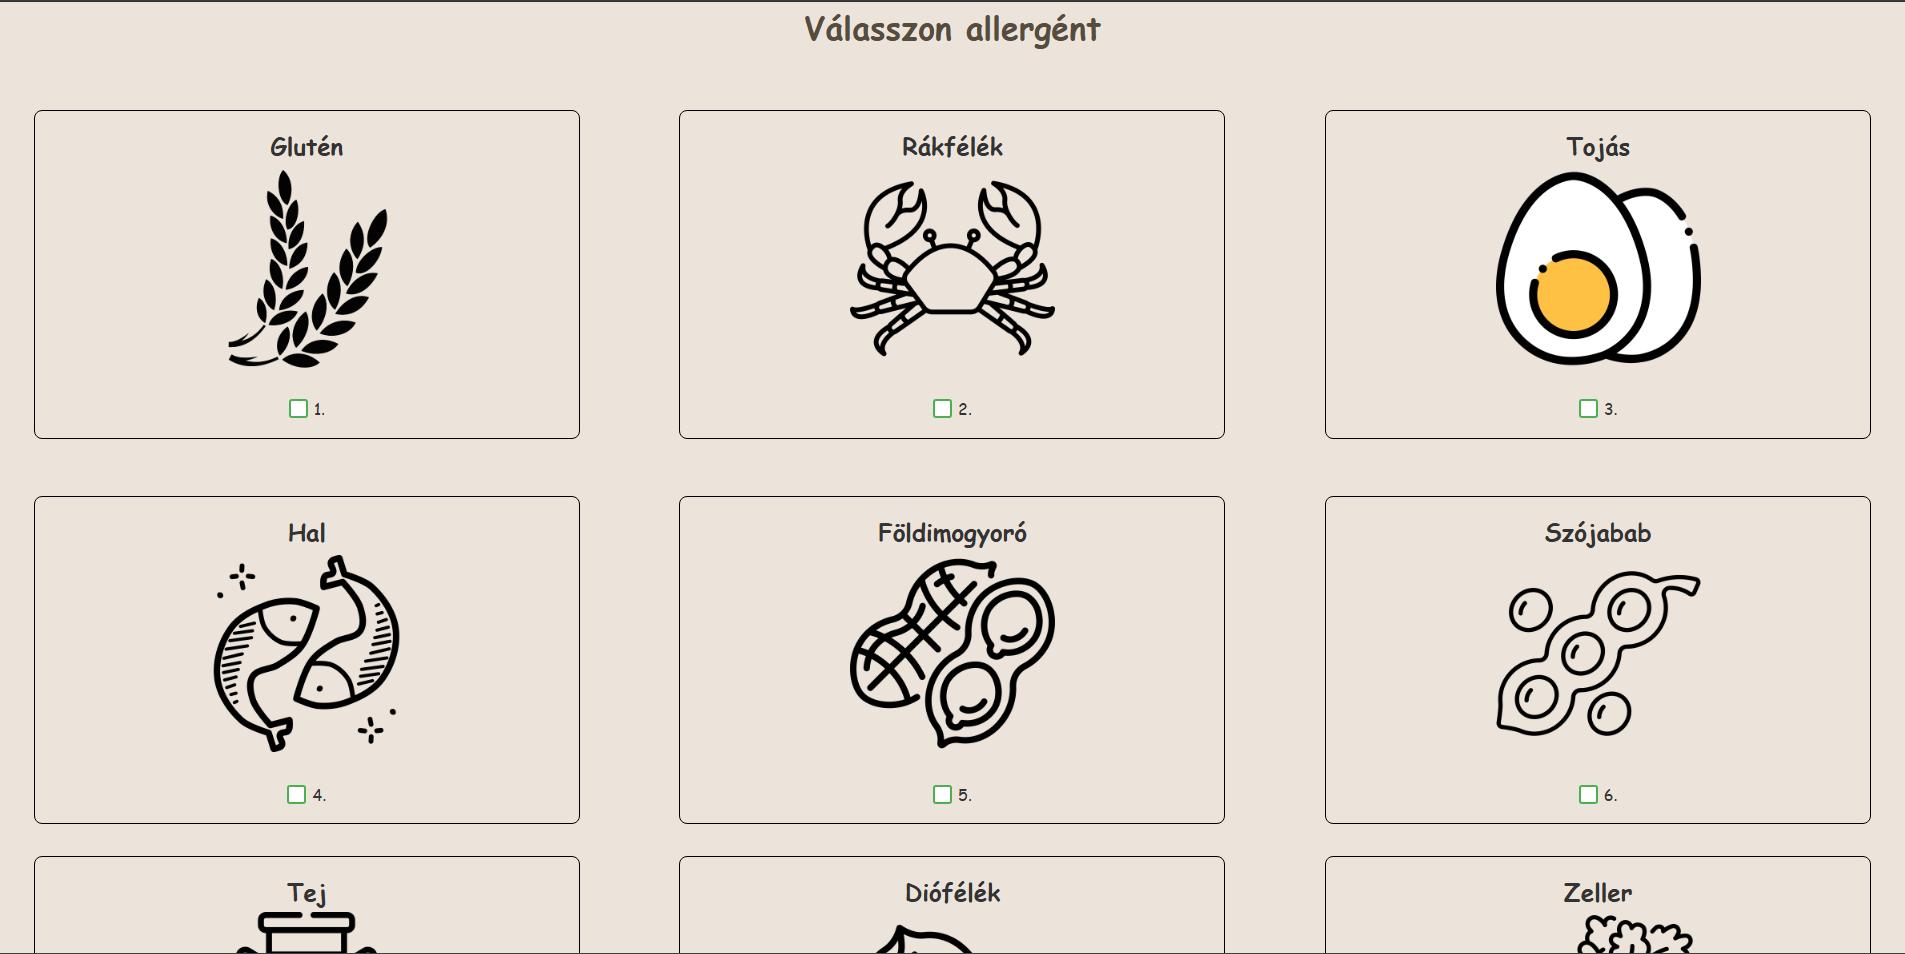 Válasszon allergént
Glutén
Rákfélék
Tojás
1.
2.
3.
Hal
Földimogyoró
Szójabab
4.
5.
6.
Tej
Diófélék
Zeller